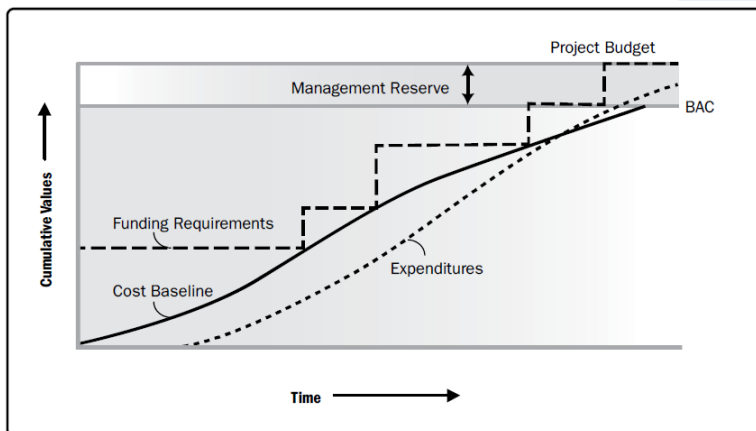 Project Budget
Management Reserve
BAC
Cumulative Values
Funding Requirements
Expenditures
Cost Baseline
Time